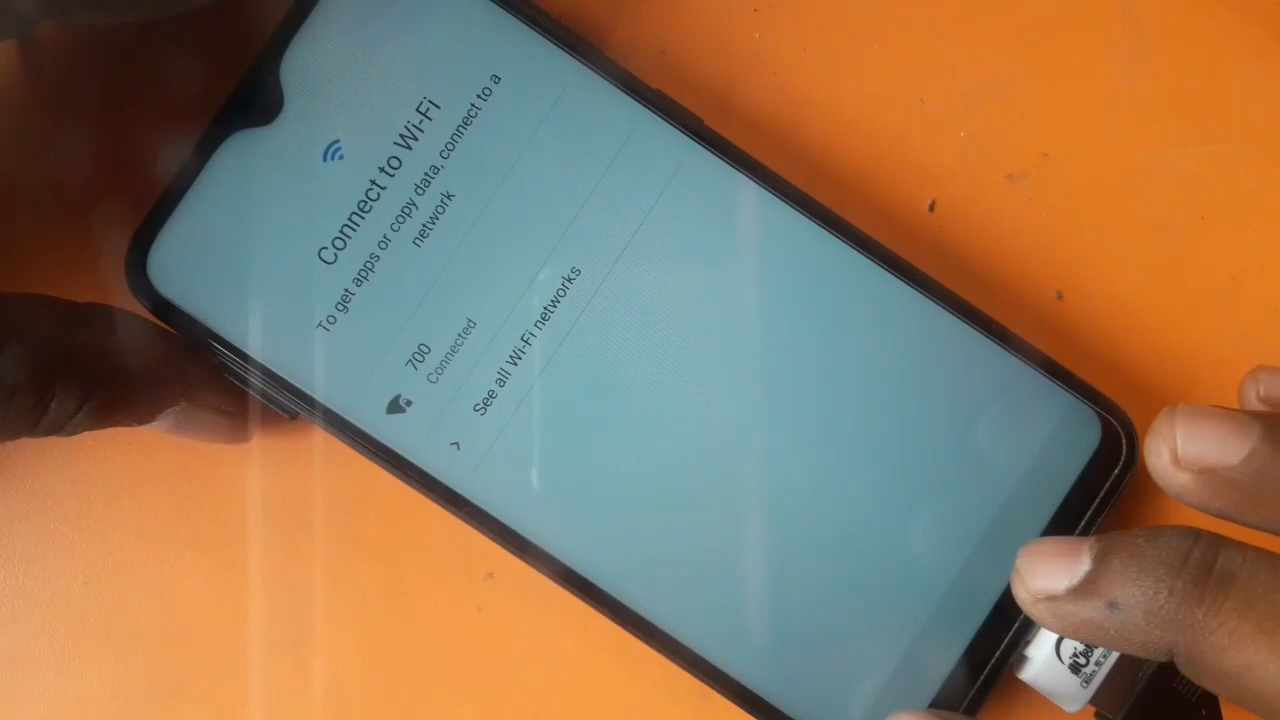 Connect to Wi-Fi
To get apps or copy data, connect to a
network
700
Connected
See all Wi-Fi networks